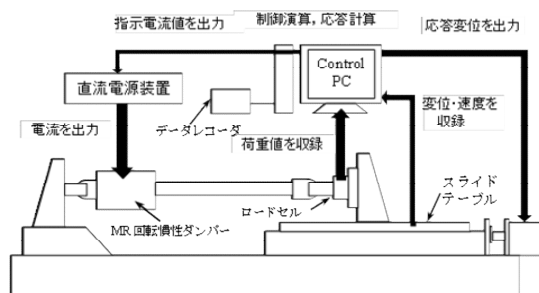 指示電流値を出力
制御演算，応答計算
応答変位を出力
Control
PC
直流電源装置
変位・速度を
収録
データレコーダ
電流を出力
荷重値を収録
スライド
テーブル
ロードセル
MR回転慣性ダンパー